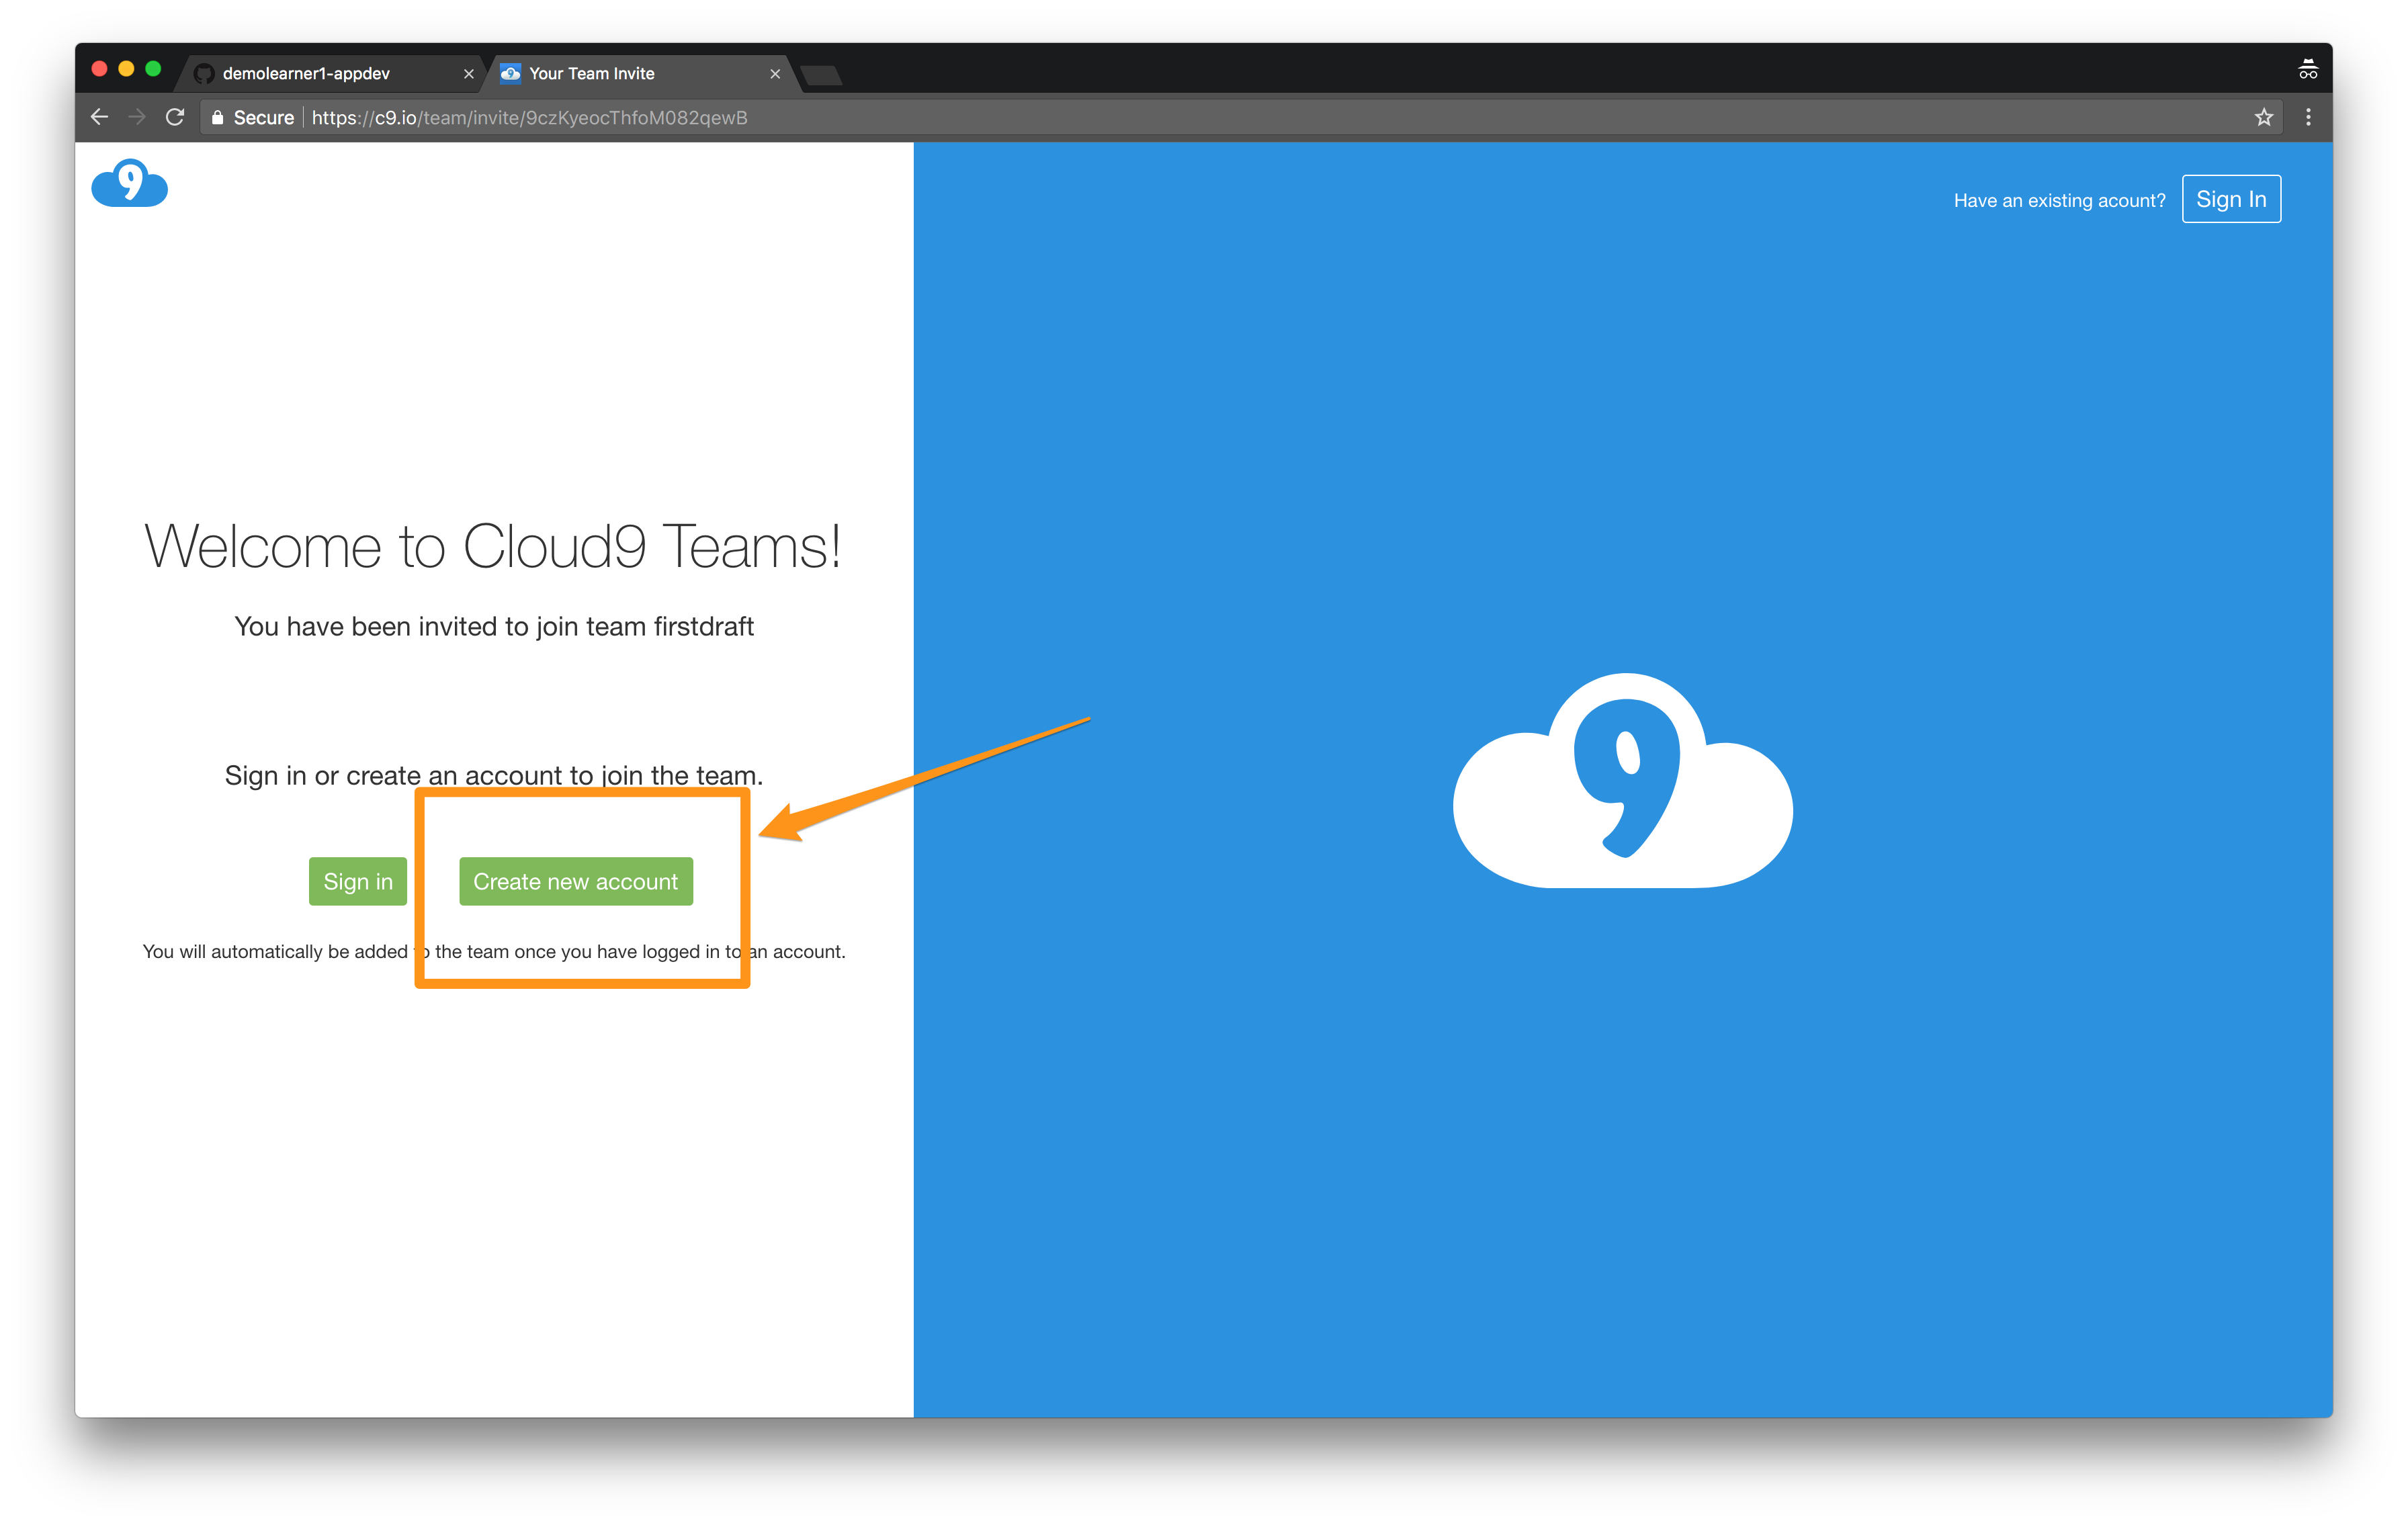 demolearner1-appdev
Your Team Invite
Secure https://c9.io/team/invite/9czKyeocThfoM082qewB
9
Have an existing acount? Sign In
Welcome to Cloud9 Teams!
You have been invited to join team firstdraft
Sign in or create an account to join the team.
Sign in Create new account
You will automatically be added to the team once you have logged in to an account.
9